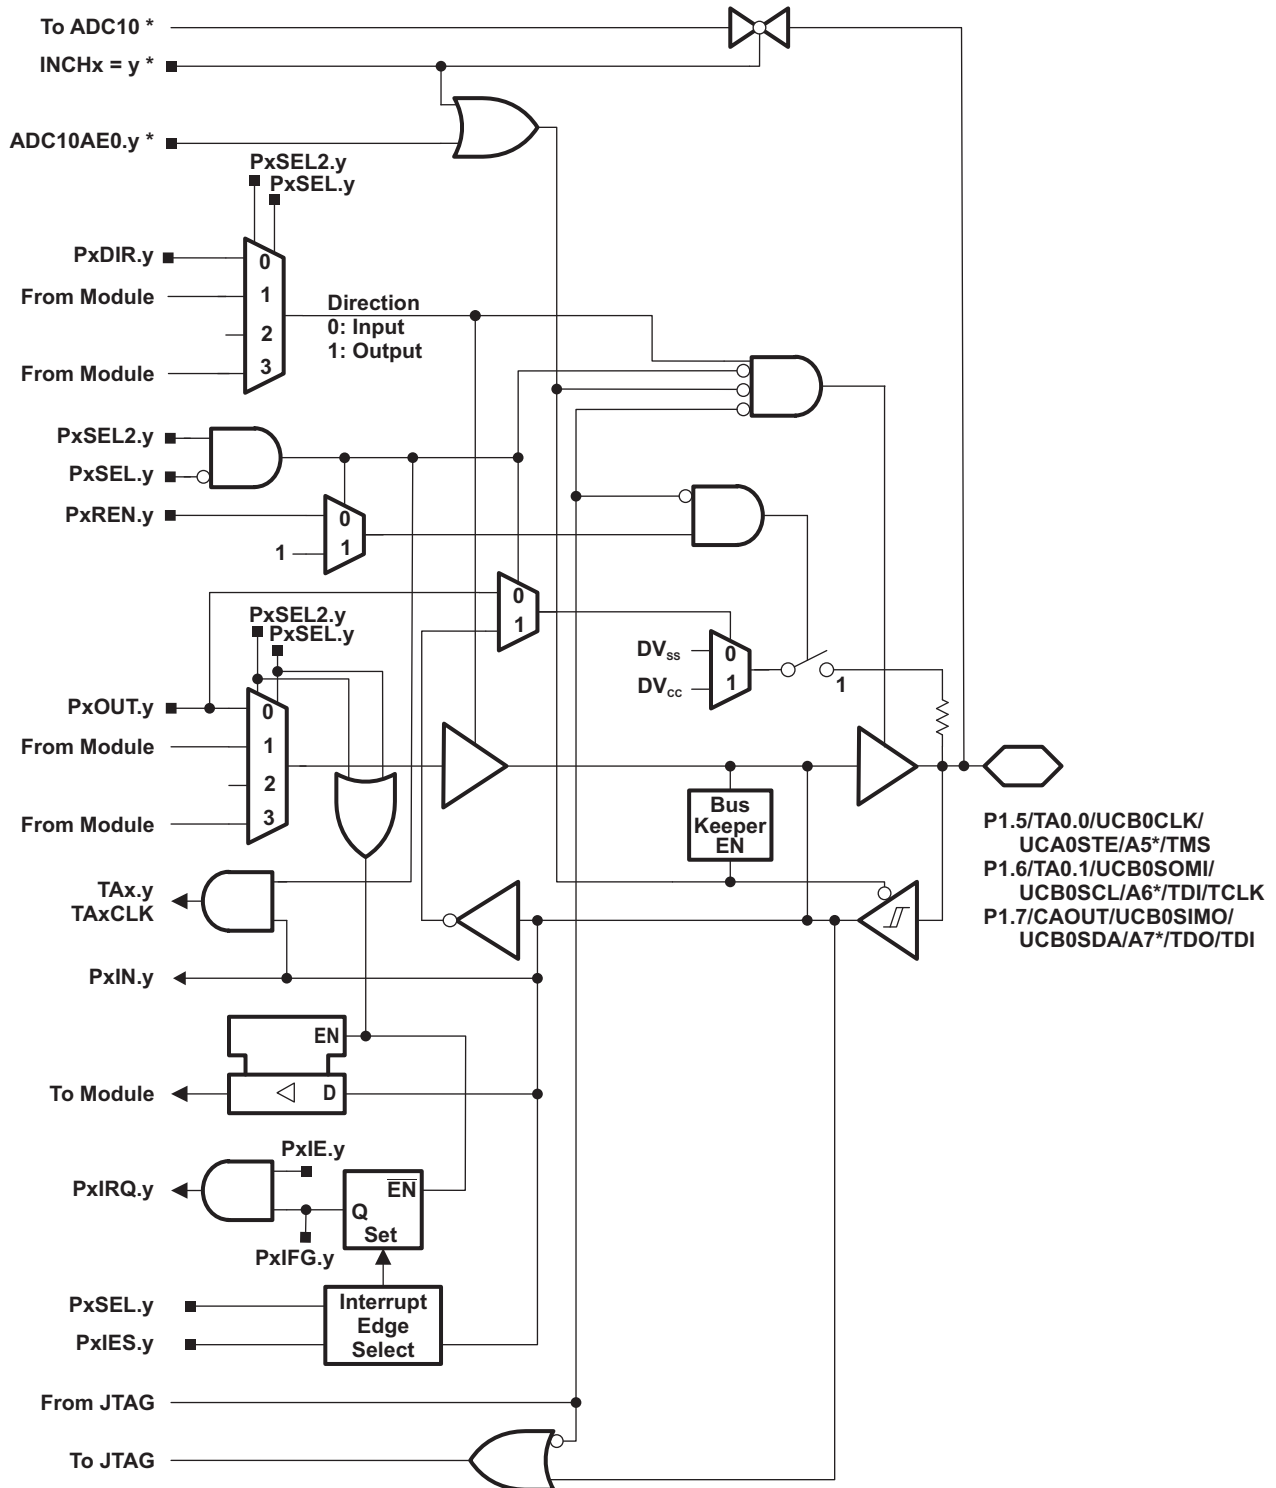 To ADC10 *
INCHx = y *
ADC10AE0.y *
PxSEL2.y
PxSEL.y
PxDIR.y
0
From Module
1
2
From Module
3
Direction
0: Input
1: Output
PxSEL2.y
PxSEL.y
PxREN.y
0
1
1
0
1
PxSEL2.y
PxSEL.y
DVSS
0
DVCC
1
1
PxOUT.y
0
From Module
1
2
From Module
3
Bus
Keeper
EN
P1.5/TA0.0/UCB0CLK/
UCA0STE/A5*/TMS
P1.6/TA0.1/UCB0SOMI/
UCB0SCL/A6*/TDI/TCLK
P1.7/CAOUT/UCB0SIMO/
UCB0SDA/A7*/TDO/TDI
TAx.y
TAxCLK
PxIN.y
EN
To Module
D
PxIE.y
PxIRQ.y
EN
Q
Set
PxIFG.y
PxSEL.y
PxIES.y
Interrupt
Edge
Select
From JTAG
To JTAG